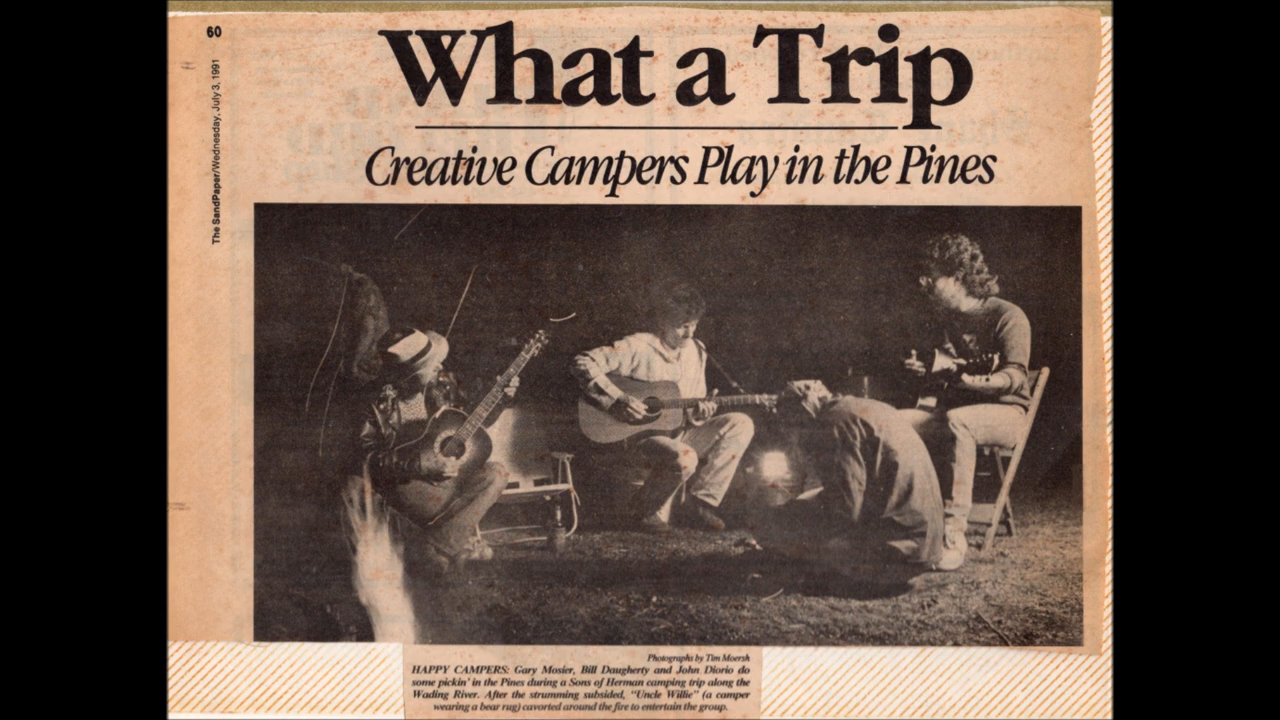 60
The SandPaper/Wednesday, July 3, 1991
What a Trip
Creative Campers Play in the Pines
Photographs by Tim Moersh
HAPPY CAMPERS: Gary Mosier, Bill Daugherty and John Diorio do
some pickin' in the Pines during a Sons of Herman camping trip along the
Wading River. After the strumming subsided, "Uncle Willie" (a camper
wearing a bear rug) cavorted around the fire to entertain the group.